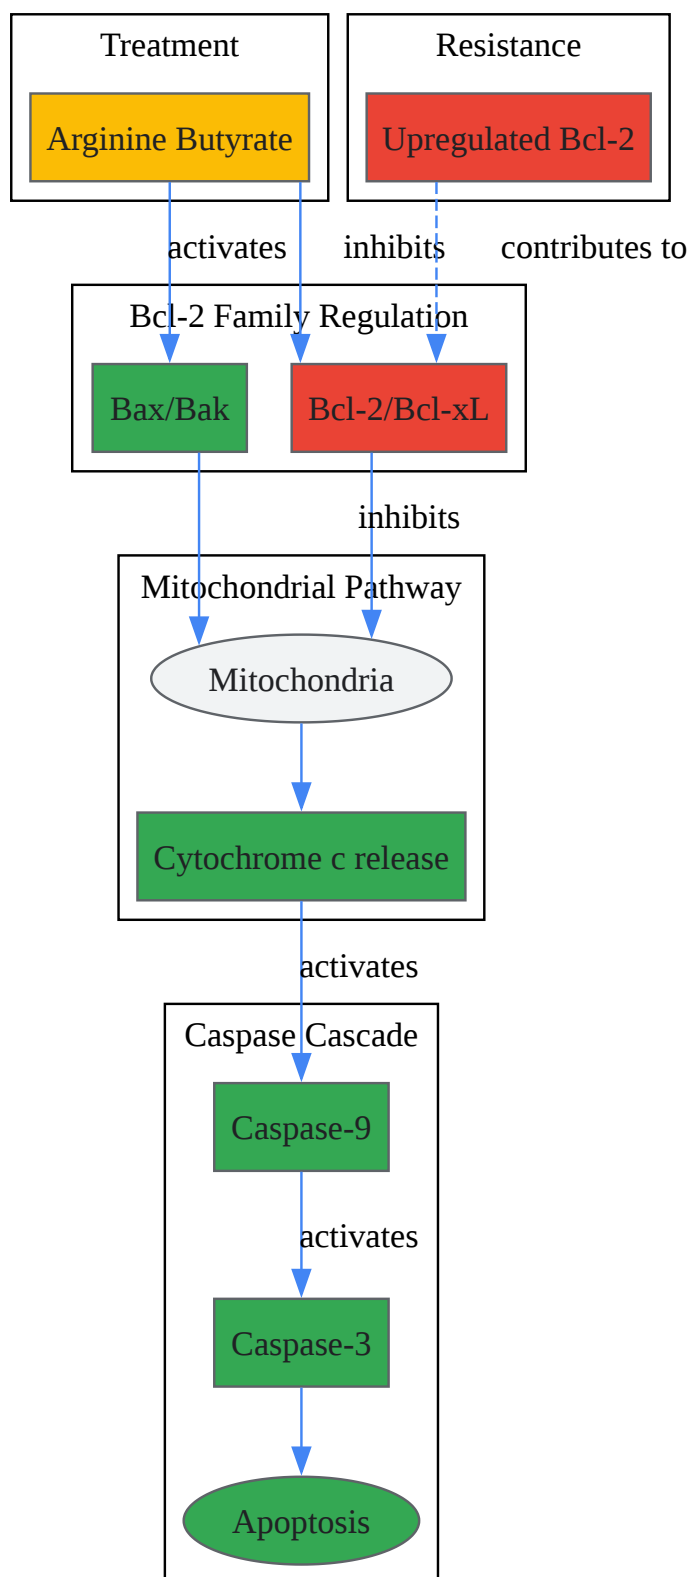 Treatment
Resistance
Arginine Butyrate
Upregulated Bcl-2
activates
inhibits
contributes to
Bcl-2 Family Regulation
Bax/Bak
Bcl-2/Bcl-xL
inhibits
Mitochondrial Pathway
Mitochondria
Cytochrome c release
activates
Caspase Cascade
Caspase-9
activates
Caspase-3
Apoptosis